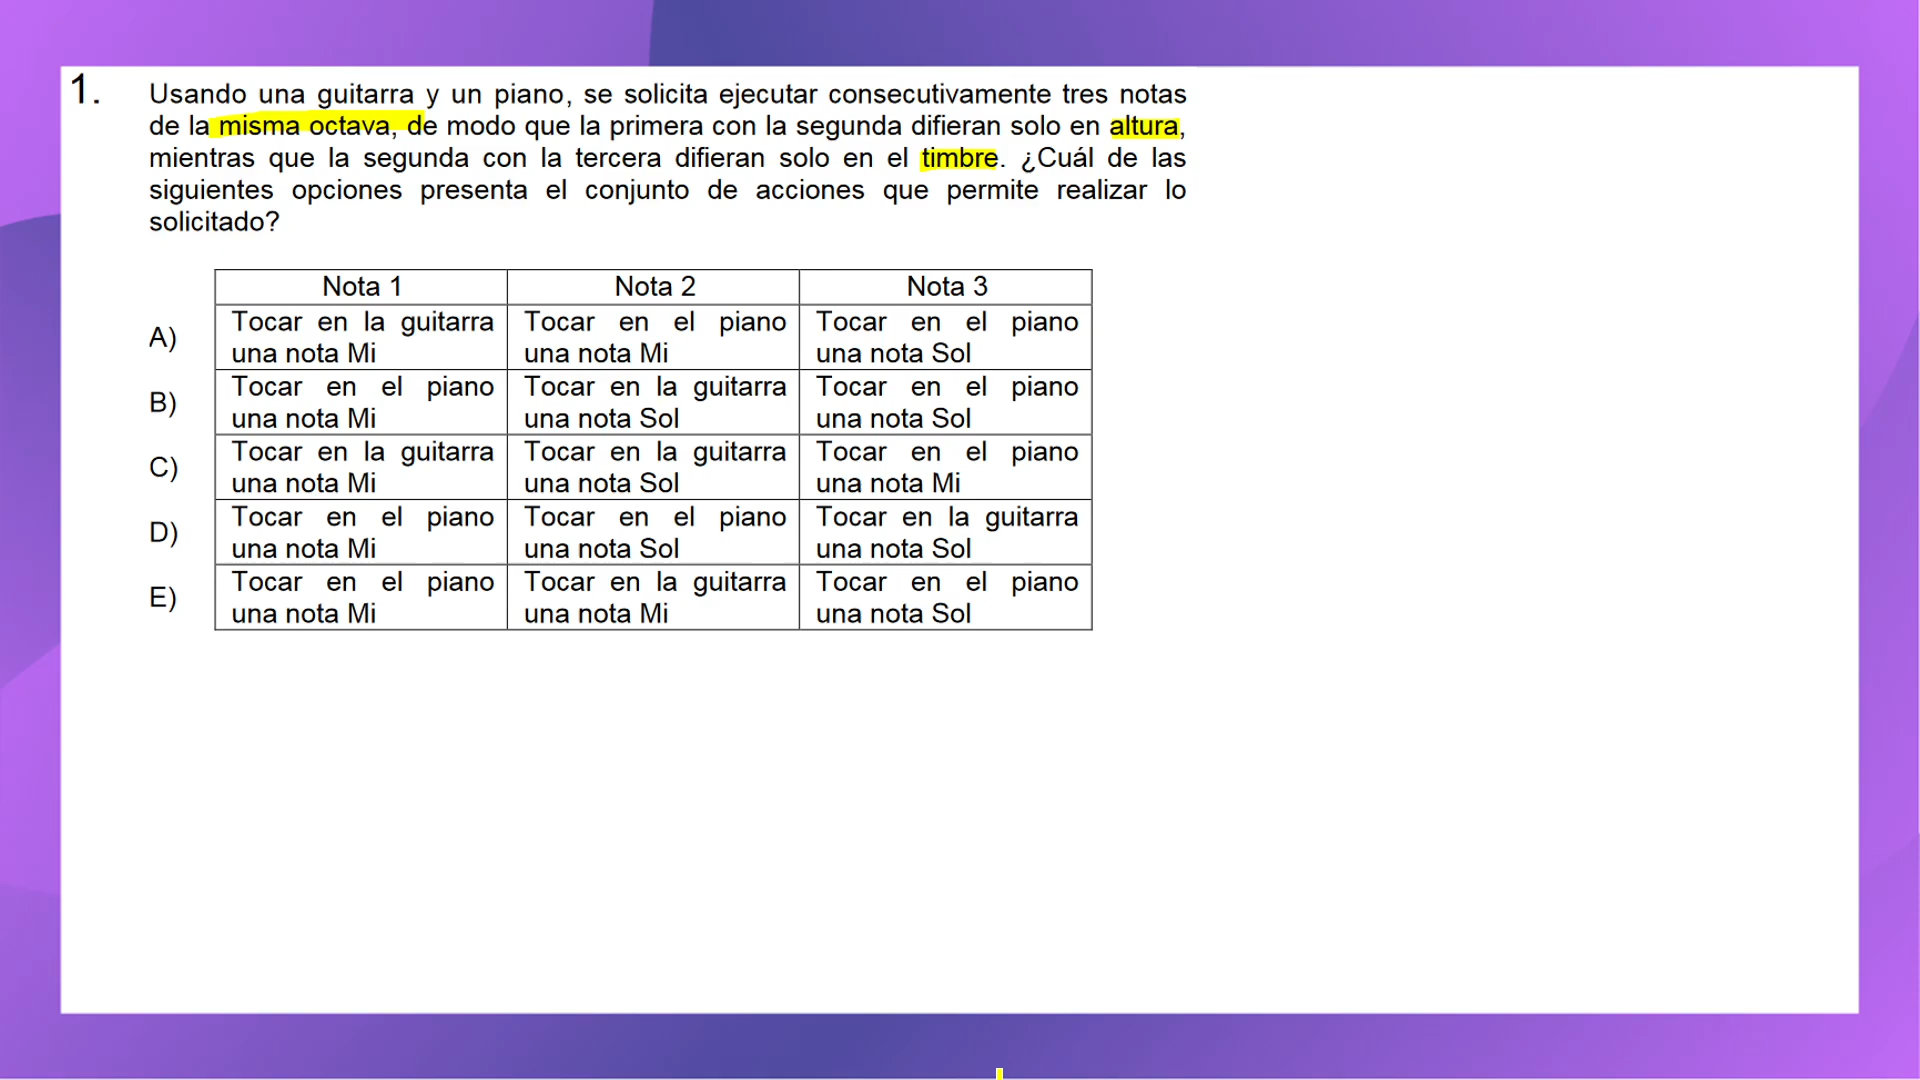 1.
Usando una guitarra y un piano, se solicita ejecutar consecutivamente tres notas
de la misma octava, de modo que la primera con la segunda difieran solo en altura,
mientras que la segunda con la tercera difieran solo en el timbre. ¿Cuál de las
siguientes opciones presenta el conjunto de acciones que permite realizar lo
solicitado?
Nota 1 Nota 2 Nota 3
A)
Tocar en la guitarra
una nota Mi
Tocar en el piano
una nota Mi
Tocar en el piano
una nota Sol
B)
Tocar en el piano
una nota Mi
Tocar en la guitarra
una nota Sol
Tocar en el piano
una nota Sol
C)
Tocar en la guitarra
una nota Mi
Tocar en la guitarra
una nota Sol
Tocar en el piano
una nota Mi
D)
Tocar en el piano
una nota Mi
Tocar en el piano
una nota Sol
Tocar en la guitarra
una nota Sol
E)
Tocar en el piano
una nota Mi
Tocar en la guitarra
una nota Mi
Tocar en el piano
una nota Sol